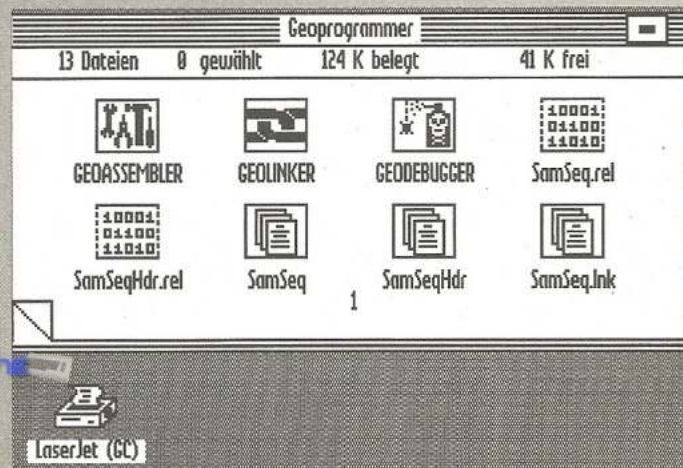 Geoprogrammer
13 Dateien 0 gewählt 124 K belegt 41 K frei
10001 01100 11010
GEOASSEMBLER GEOLINKER GEODEBUGGER SamSeq.rel
10001 01100 11010
SamSeqHdr.rel SamSeq SamSeqHdr SamSeq.lnk
1
LaserJet (GC)